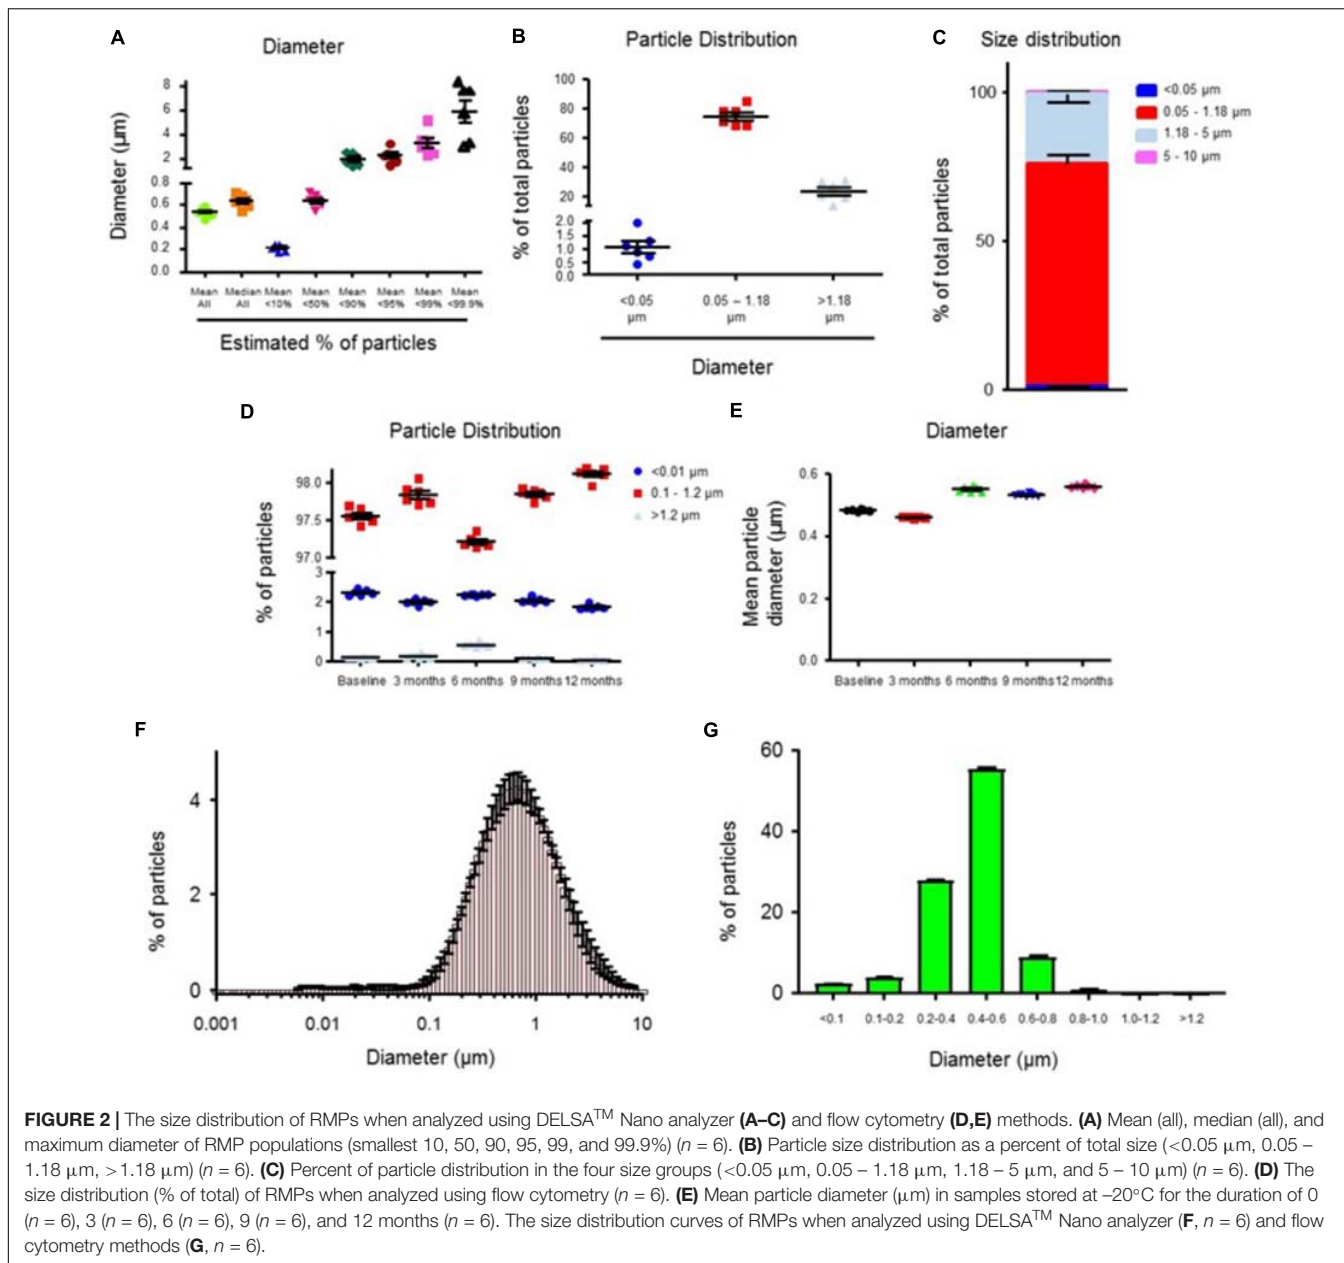 A
Diameter
Diameter (µm)
8
6
4
2
0.8
0.6
0.4
0.2
0.0
Mean All
Median All
Mean <10%
Mean <50%
Mean <90%
Mean <95%
Mean <99%
Mean <99.9%
Estimated % of particles
B
Particle Distribution
% of total particles
100
80
60
40
20
2.0
1.5
1.0
0.5
0.0
<0.05 µm
0.05 – 1.18 µm
>1.18 µm
Diameter
C
Size distribution
% of total particles
100
50
0
<0.05 µm
0.05 - 1.18 µm
1.18 - 5 µm
5 - 10 µm
D
Particle Distribution
% of particles
98.0
97.5
97.0
3
2
1
0
Baseline 3 months 6 months 9 months 12 months
<0.01 µm
0.1 - 1.2 µm
>1.2 µm
E
Diameter
Mean particle
diameter (µm)
0.6
0.4
0.2
0.0
Baseline 3 months 6 months 9 months 12 months
F
% of particles
4
2
0
0.001 0.01 0.1 1 10
Diameter (µm)
G
% of particles
60
40
20
0
<0.1 0.1-0.2 0.2-0.4 0.4-0.6 0.6-0.8 0.8-1.0 1.0-1.2 >1.2
Diameter (µm)
FIGURE 2 | The size distribution of RMPs when analyzed using DELSA™ Nano analyzer (A–C) and flow cytometry (D,E) methods. (A) Mean (all), median (all), and
maximum diameter of RMP populations (smallest 10, 50, 90, 95, 99, and 99.9%) (n = 6). (B) Particle size distribution as a percent of total size (<0.05 µm, 0.05 –
1.18 µm, >1.18 µm) (n = 6). (C) Percent of particle distribution in the four size groups (<0.05 µm, 0.05 – 1.18 µm, 1.18 – 5 µm, and 5 – 10 µm) (n = 6). (D) The
size distribution (% of total) of RMPs when analyzed using flow cytometry (n = 6). (E) Mean particle diameter (µm) in samples stored at –20°C for the duration of 0
(n = 6), 3 (n = 6), 6 (n = 6), 9 (n = 6), and 12 months (n = 6). The size distribution curves of RMPs when analyzed using DELSA™ Nano analyzer (F, n = 6) and flow
cytometry methods (G, n = 6).